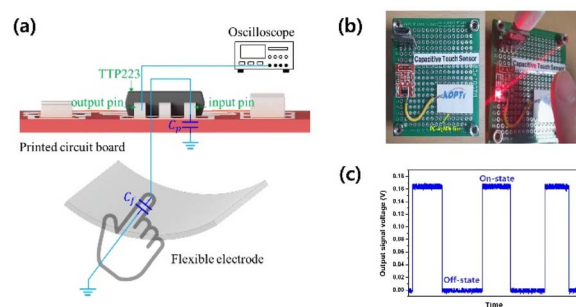 (a)
Oscilloscope
TTP223
output pin
input pin
Cp
Printed circuit board
Cf
Flexible electrode
(b)
Capacitive Touch Sensor
Capacitive Touch Sensor
(c)
Output signal voltage (V)
0.16
0.14
0.12
0.10
0.08
0.06
0.04
0.02
0.00
On-state
Off-state
Time